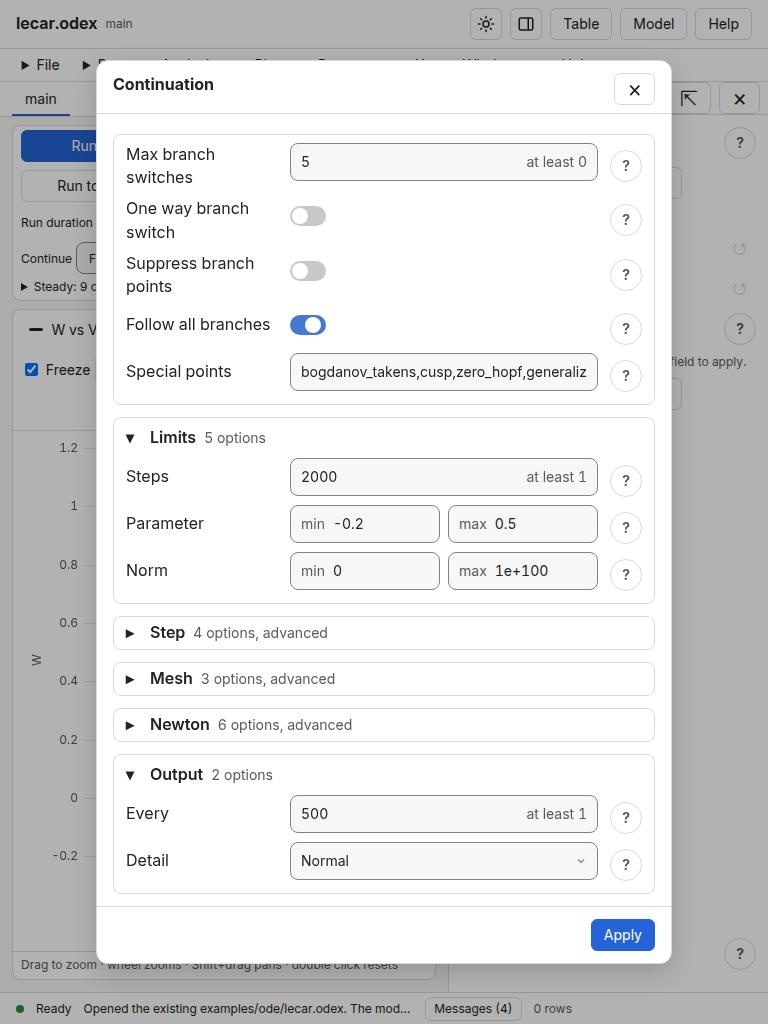 lecar.odex main
Table Model Help
File
Continuation
main
Run
Run to
Run duration
Continue F
Steady: 9
W vs V
Freeze
field to apply.
Max branch
switches
5 at least 0
?
One way branch
switch
?
Suppress branch
points
?
Follow all branches
?
Special points
bogdanov_takens,cusp,zero_hopf,generaliz
?
Limits 5 options
Steps
2000 at least 1
?
Parameter
min -0.2 max 0.5
?
Norm
min 0 max 1e+100
?
Step 4 options, advanced
Mesh 3 options, advanced
Newton 6 options, advanced
Output 2 options
Every
500 at least 1
?
Detail
Normal
?
Apply
1.2
1
0.8
0.6
W
0.4
0.2
0
-0.2
?
?
?
Drag to zoom · wheel zooms · Shift+drag pans · double click resets
Ready Opened the existing examples/ode/lecar.odex. The mod... Messages (4) 0 rows